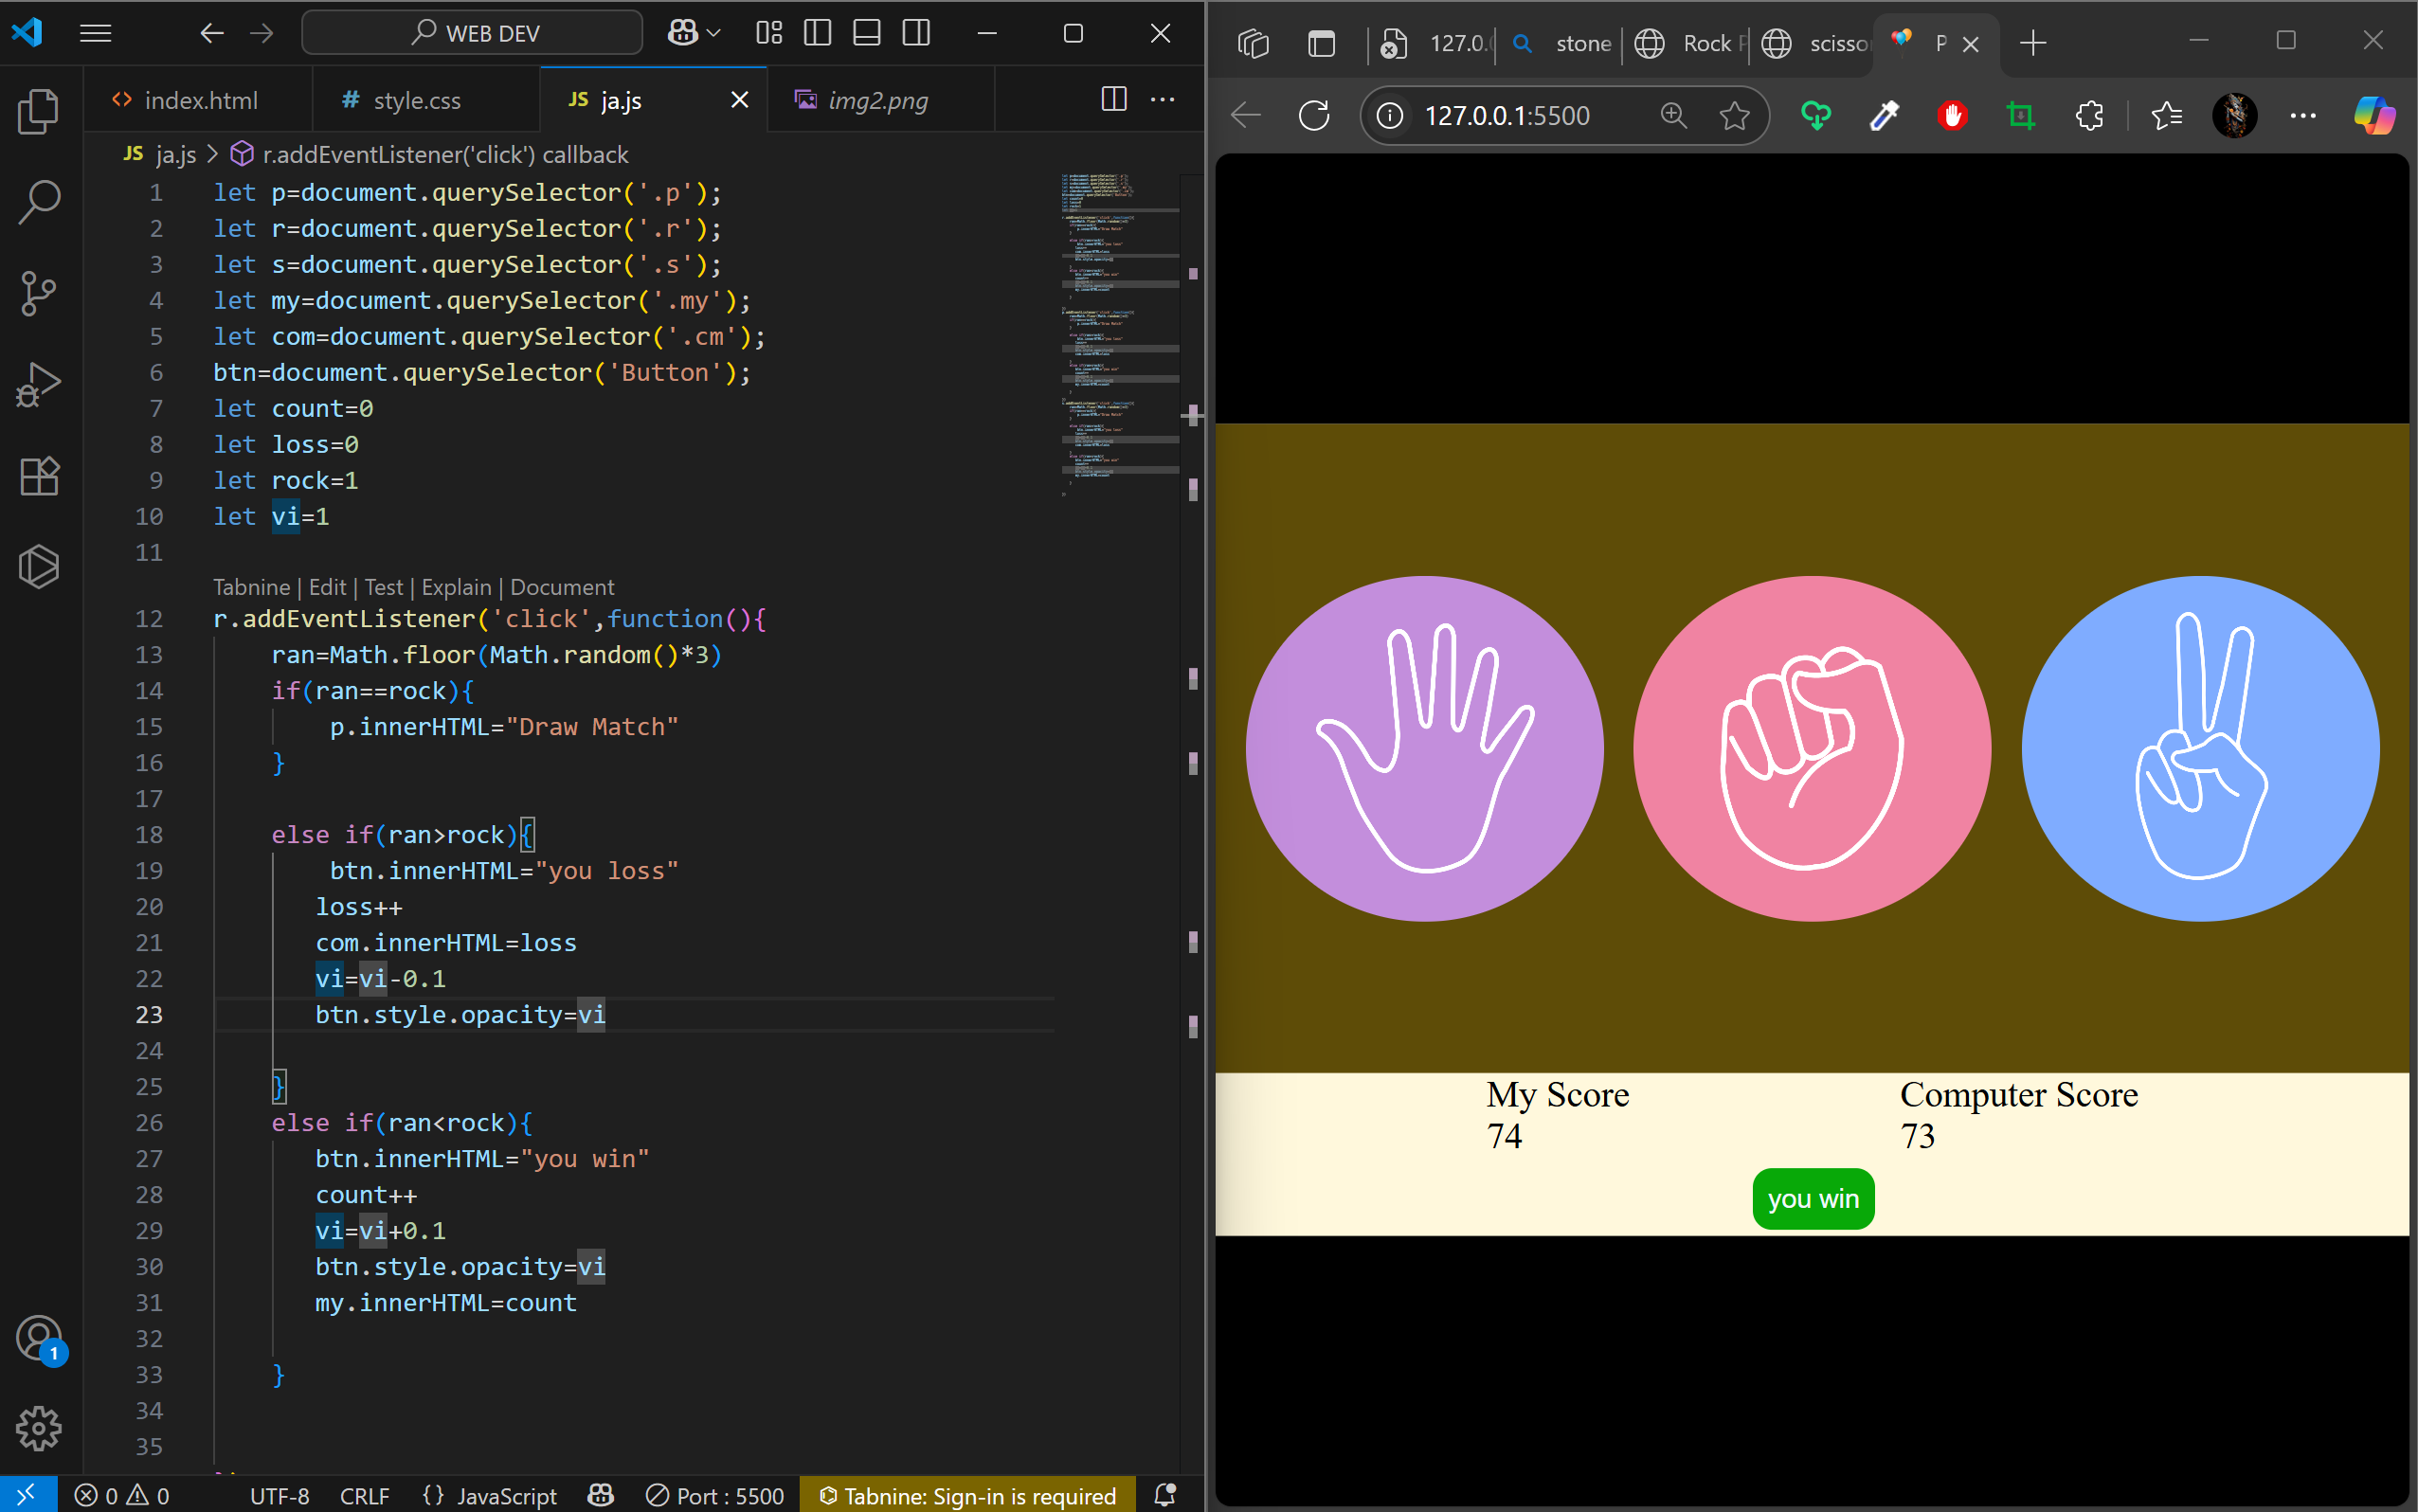 WEB DEV
index.html
# style.css
JS ja.js
img2.png
JS ja.js > r.addEventListener('click') callback
1 let p=document.querySelector('.p');
2 let r=document.querySelector('.r');
3 let s=document.querySelector('.s');
4 let my=document.querySelector('.my');
5 let com=document.querySelector('.cm');
6 btn=document.querySelector('Button');
7 let count=0
8 let loss=0
9 let rock=1
10 let vi=1
11
Tabnine | Edit | Test | Explain | Document
12 r.addEventListener('click',function(){
13 ran=Math.floor(Math.random()*3)
14 if(ran==rock){
15 p.innerHTML="Draw Match"
16 }
17
18 else if(ran>rock){
19 btn.innerHTML="you loss"
20 loss++
21 com.innerHTML=loss
22 vi=vi-0.1
23 btn.style.opacity=vi
24
25 }
26 else if(ran<rock){
27 btn.innerHTML="you win"
28 count++
29 vi=vi+0.1
30 btn.style.opacity=vi
31 my.innerHTML=count
32
33 }
34
35
1
0 0
UTF-8
CRLF
{} JavaScript
Port : 5500
Tabnine: Sign-in is required
127.0.
stone
Rock
scisso
P
127.0.0.1:5500
My Score
74
Computer Score
73
you win